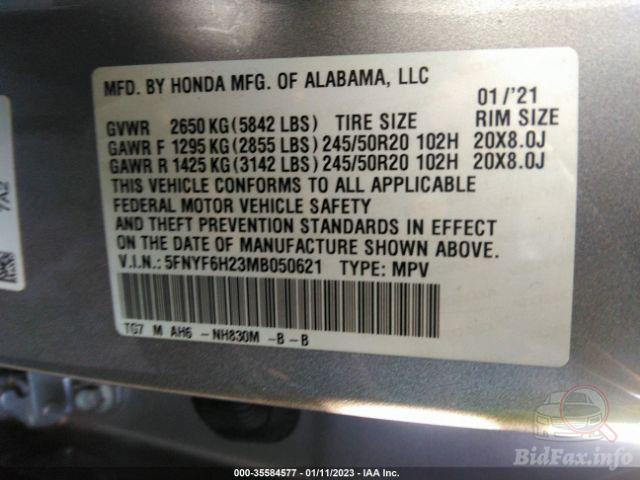 MFD. BY HONDA MFG. OF ALABAMA, LLC
01/'21
GVWR 2650 KG (5842 LBS) TIRE SIZE RIM SIZE
GAWR F 1295 KG (2855 LBS) 245/50R20 102H 20X8.0J
GAWR R 1425 KG (3142 LBS) 245/50R20 102H 20X8.0J
THIS VEHICLE CONFORMS TO ALL APPLICABLE
FEDERAL MOTOR VEHICLE SAFETY
AND THEFT PREVENTION STANDARDS IN EFFECT
ON THE DATE OF MANUFACTURE SHOWN ABOVE.
V.I.N.: 5FNYF6H23MB050621 TYPE: MPV
TG7 M AH6 -NH830M -B -B
7A2
BidFax.info
000-35584577 - 01/11/2023 - IAA Inc.